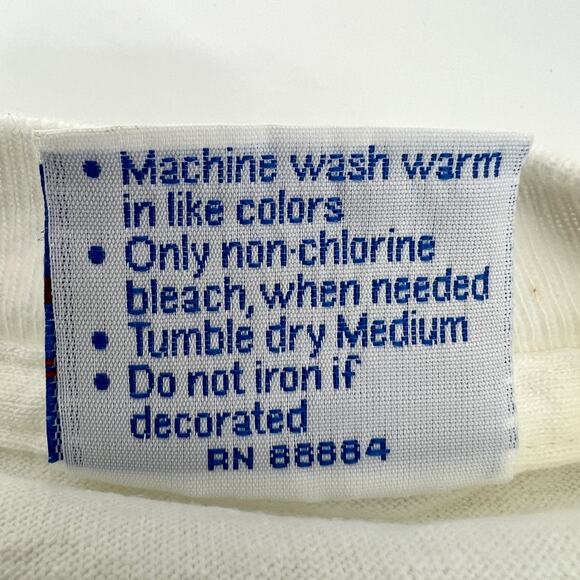 • Machine wash warm
in like colors
• Only non-chlorine
bleach, when needed
• Tumble dry Medium
• Do not iron if
decorated
RN 88884